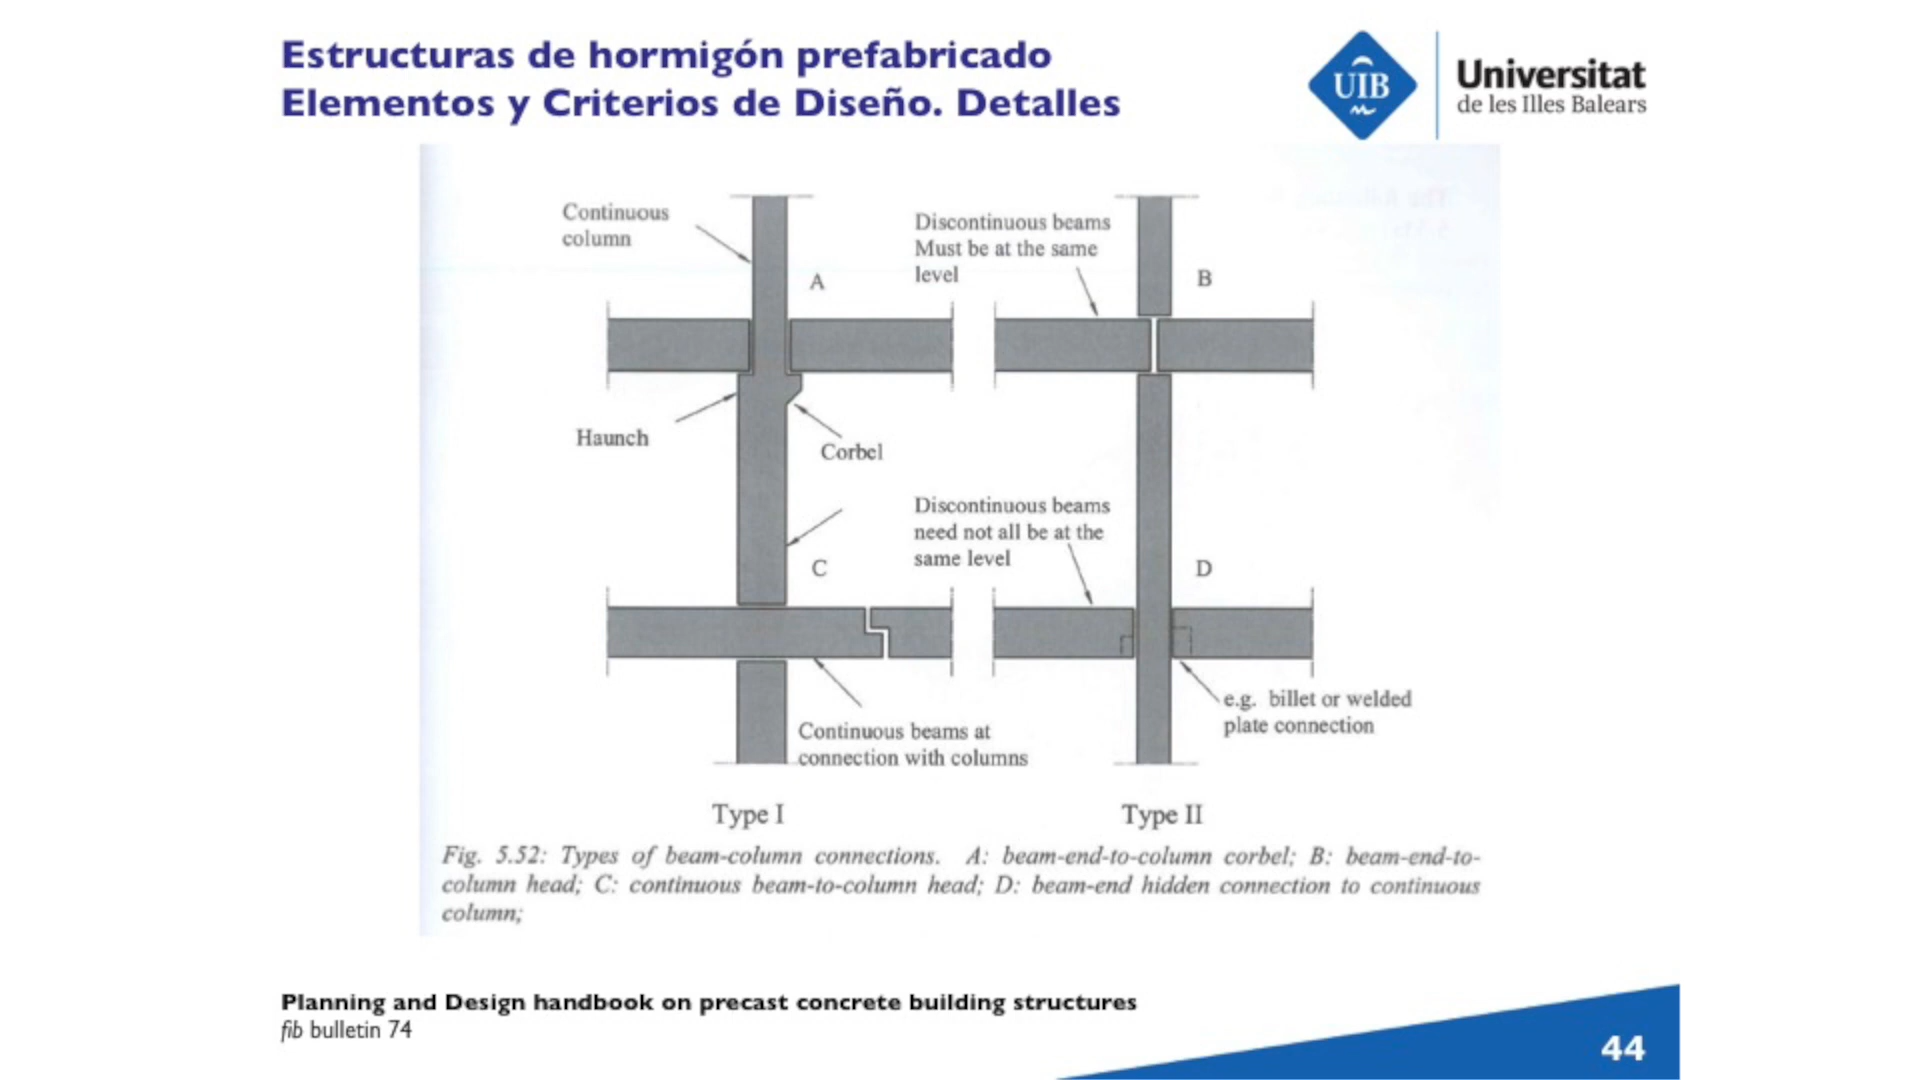 Estructuras de hormigón prefabricado
Elementos y Criterios de Diseño. Detalles
UIB
Universitat
de les Illes Balears
Continuous
column
A
Discontinuous beams
Must be at the same
level
B
Haunch
Corbel
Discontinuous beams
need not all be at the
same level
C
D
Continuous beams at
connection with columns
e.g. billet or welded
plate connection
Type I
Type II
Fig. 5.52: Types of beam-column connections. A: beam-end-to-column corbel; B: beam-end-to-
column head; C: continuous beam-to-column head; D: beam-end hidden connection to continuous
column;
Planning and Design handbook on precast concrete building structures
fib bulletin 74
44